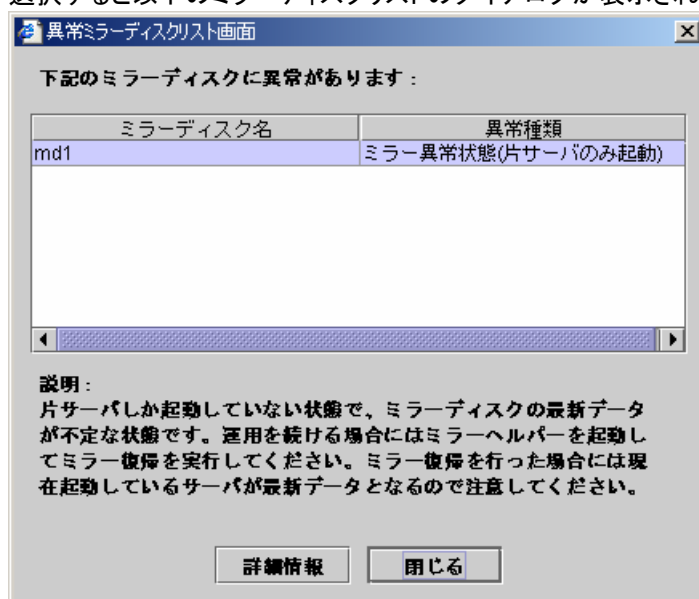 選択すると以下のミラーディスクリストのダイアログが表示され
異常ミラーディスクリスト画面
下記のミラーディスクに異常があります：
ミラーディスク名 異常種類
md1 ミラー異常状態(片サーバのみ起動)
説明：
片サーバしか起動していない状態で、ミラーディスクの最新データ
が不定な状態です。運用を続ける場合にはミラーヘルパーを起動し
てミラー復帰を実行してください。ミラー復帰を行った場合には現
在起動しているサーバが最新データとなるので注意してください。
詳細情報 閉じる